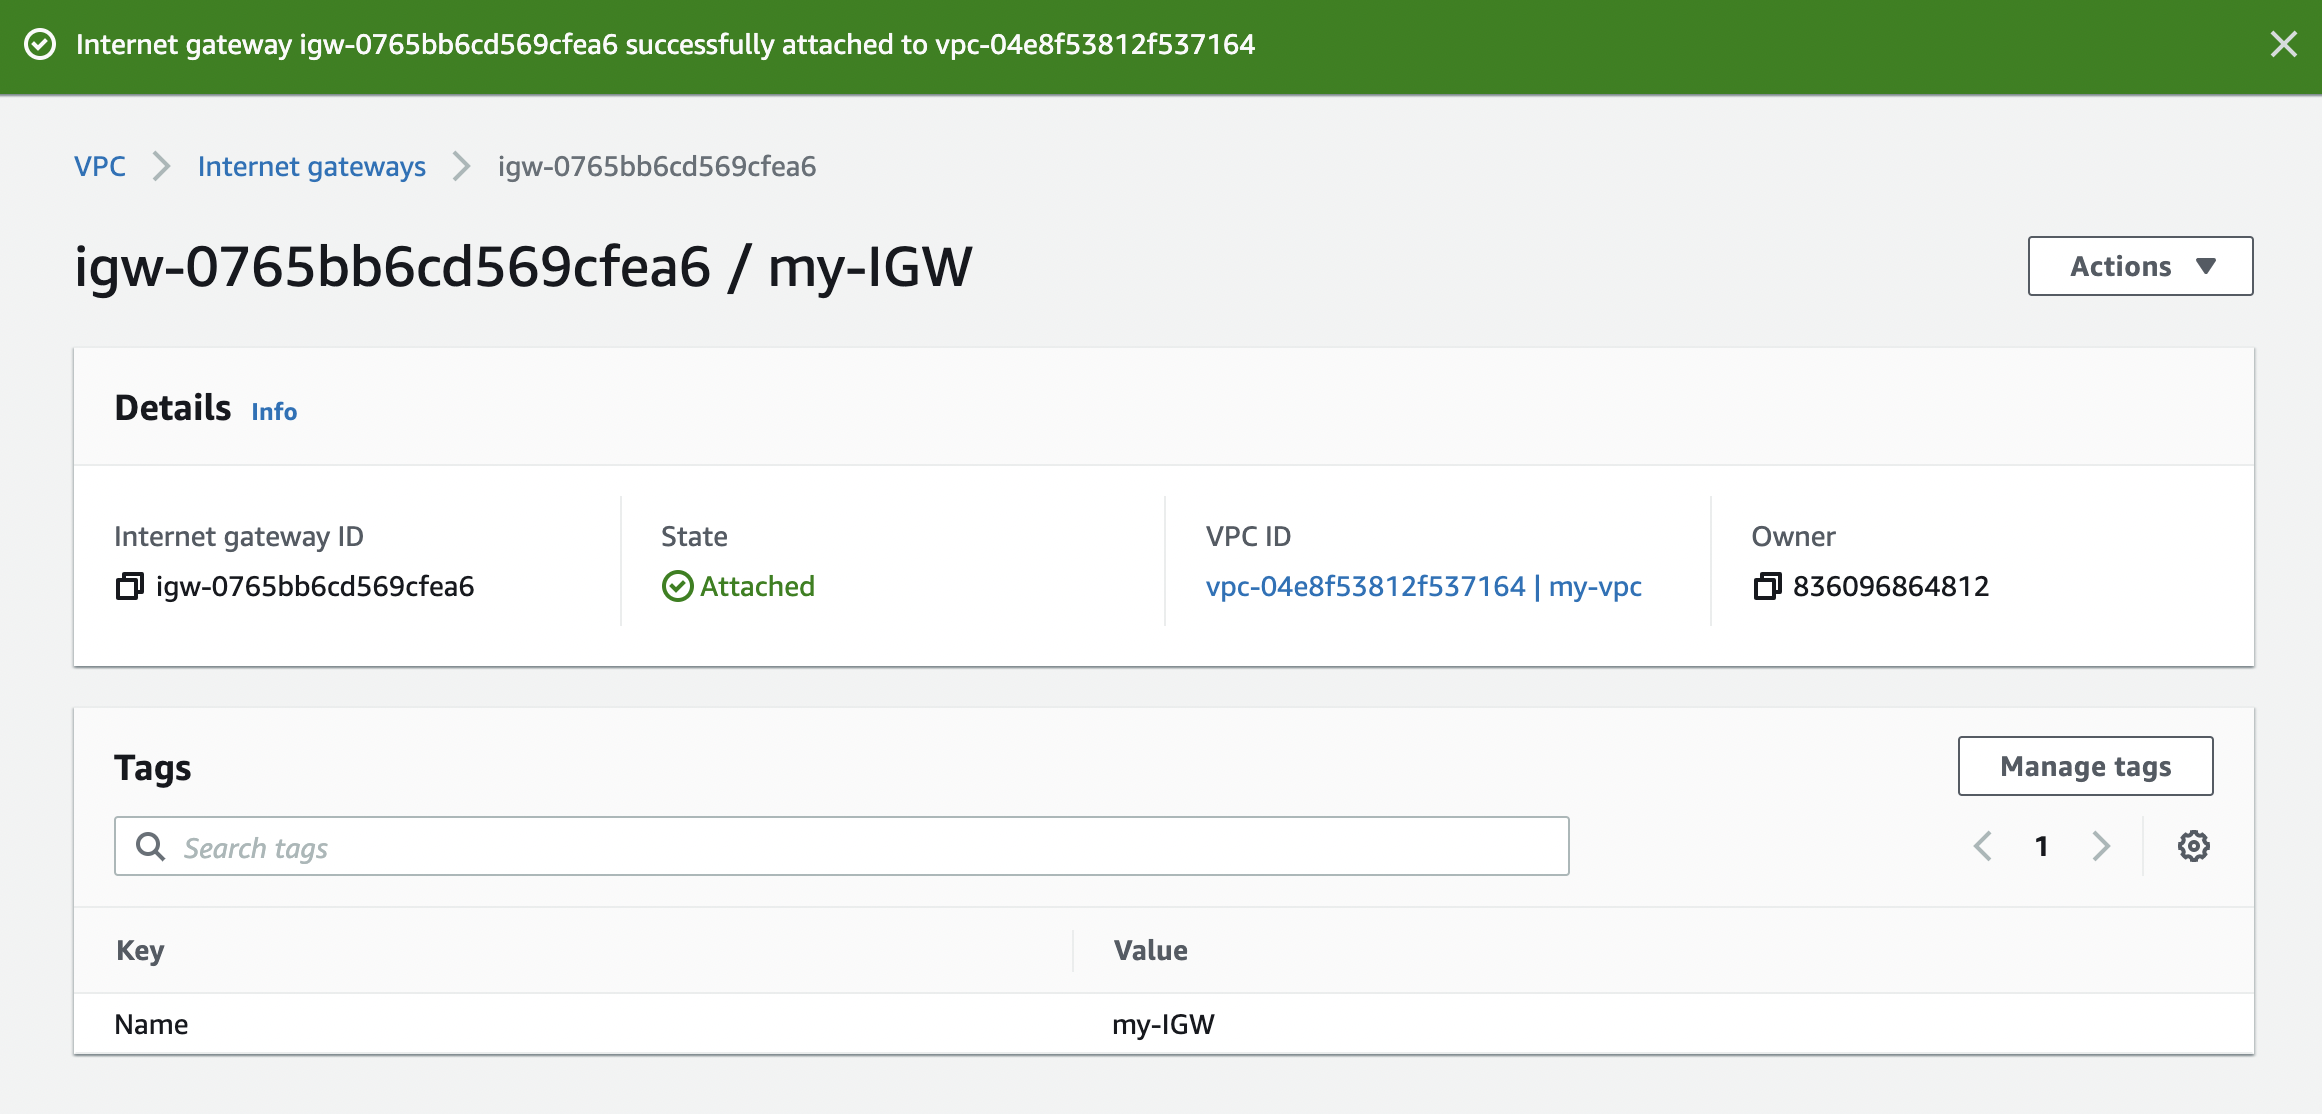 Internet gateway igw-0765bb6cd569cfea6 successfully attached to vpc-04e8f53812f537164
VPC Internet gateways igw-0765bb6cd569cfea6
igw-0765bb6cd569cfea6 / my-IGW
Actions
Details Info
Internet gateway ID
igw-0765bb6cd569cfea6
State
Attached
VPC ID
vpc-04e8f53812f537164 | my-vpc
Owner
836096864812
Tags
Manage tags
Search tags
1
Key Value
Name my-IGW